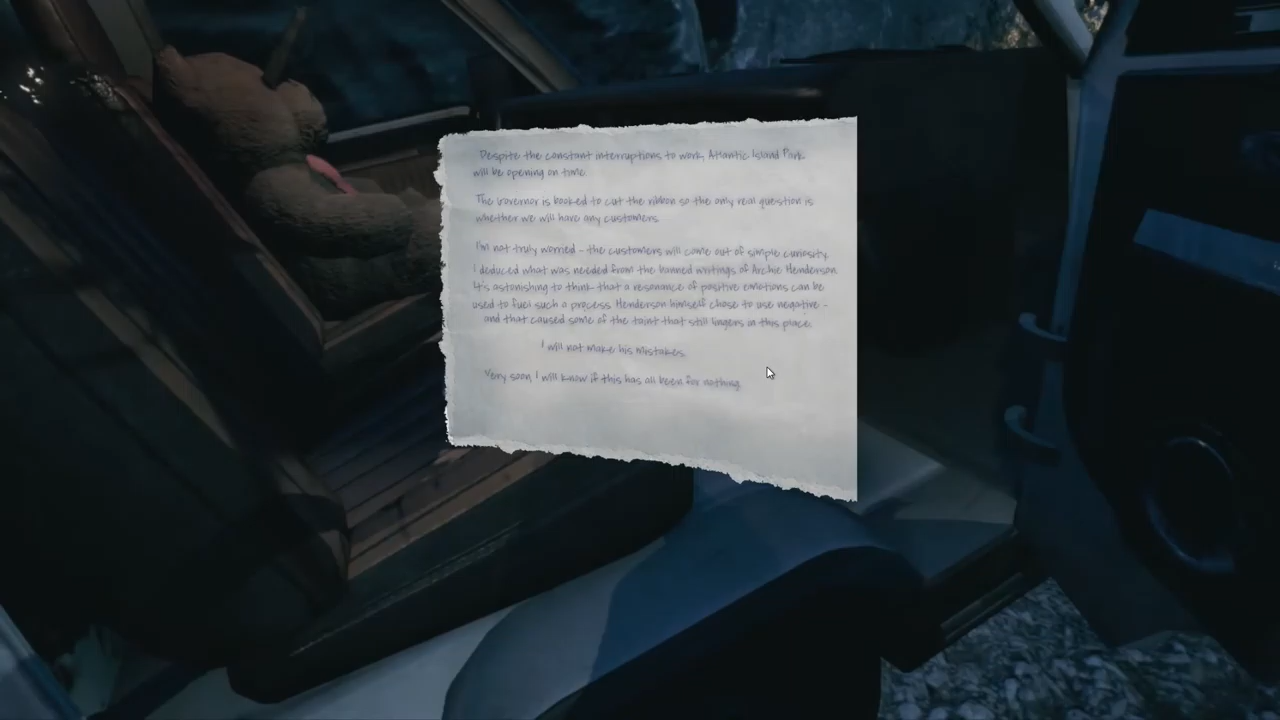 Despite the constant interruptions to work, Atlantic Island Park
will be opening on time.
The Governor is booked to cut the ribbon so the only real question is
whether we will have any customers.
I'm not truly worried - the customers will come out of simple curiosity.
I deduced what was needed from the banned writings of Archie Henderson.
It's astonishing to think that a resonance of positive emotions can be
used to fuel such a process. Henderson himself chose to use negative -
and that caused some of the taint that still lingers in this place.
I will not make his mistakes.
Very soon, I will know if this has all been for nothing.